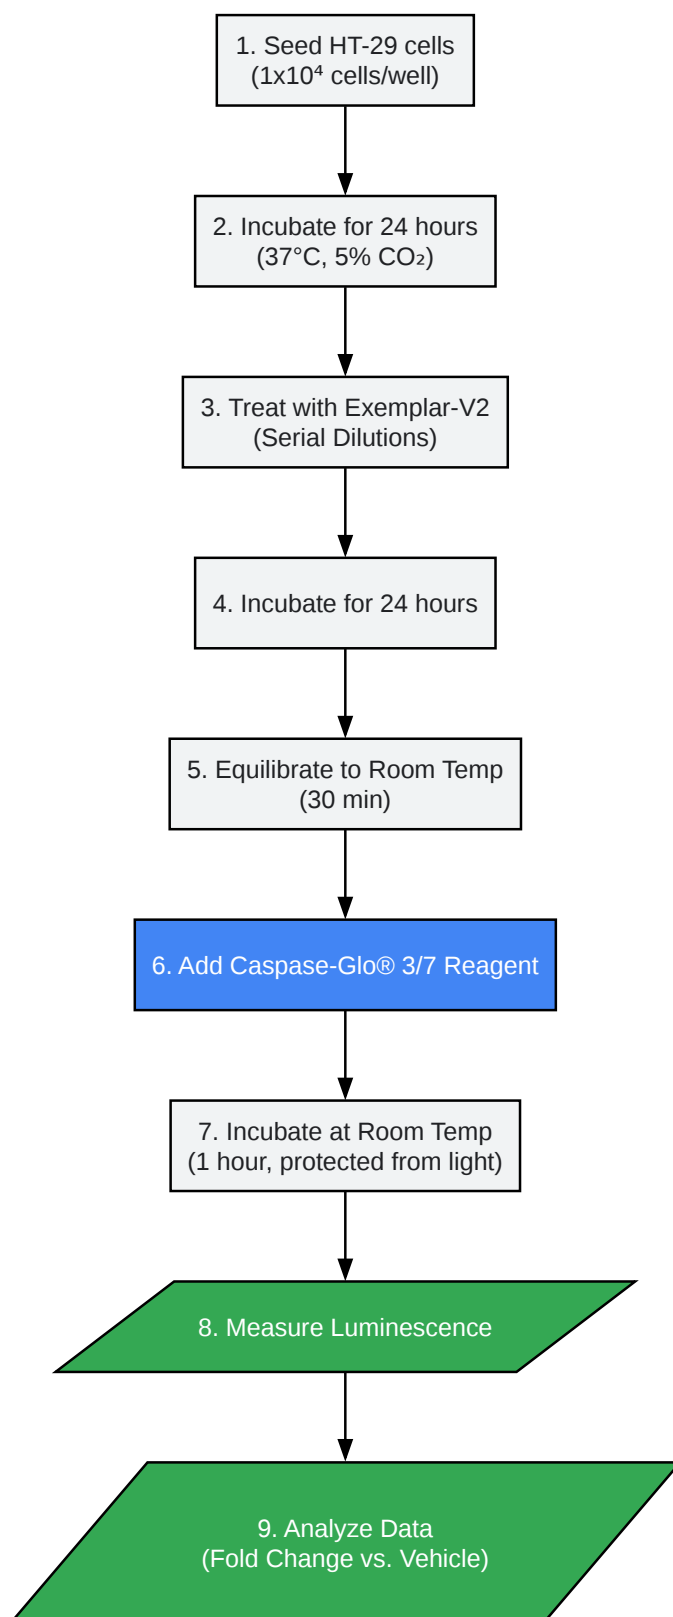 1. Seed HT-29 cells
(1x10⁴ cells/well)
2. Incubate for 24 hours
(37°C, 5% CO₂)
3. Treat with Exemplar-V2
(Serial Dilutions)
4. Incubate for 24 hours
5. Equilibrate to Room Temp
(30 min)
6. Add Caspase-Glo® 3/7 Reagent
7. Incubate at Room Temp
(1 hour, protected from light)
8. Measure Luminescence
9. Analyze Data
(Fold Change vs. Vehicle)